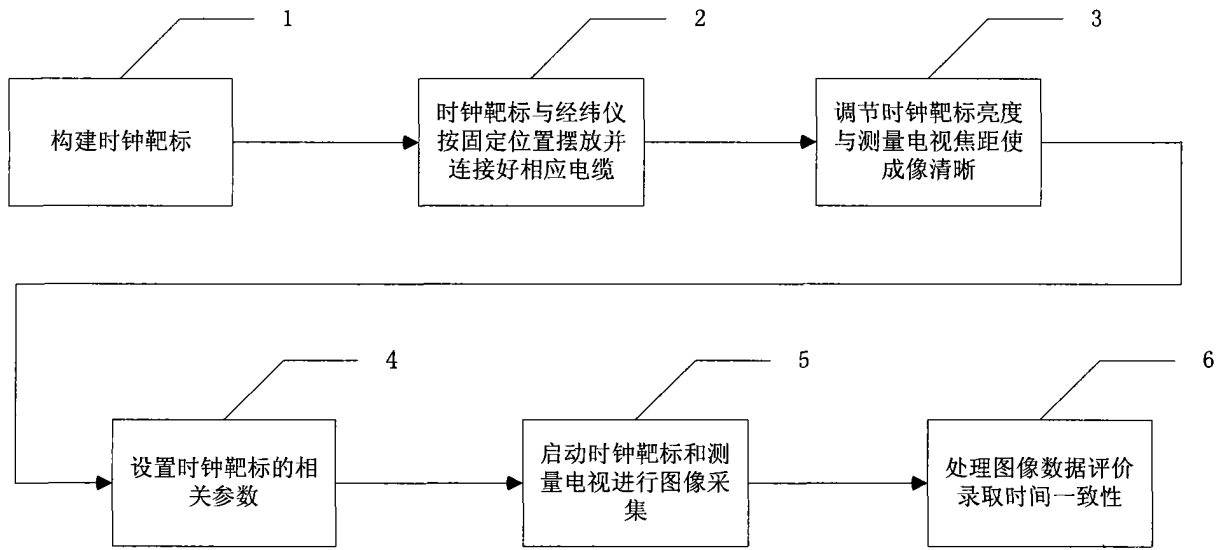 1
2
3
构建时钟靶标
时钟靶标与经纬仪
按固定位置摆放并
连接好相应电缆
调节时钟靶标亮度
与测量电视焦距使
成像清晰
4
5
6
设置时钟靶标的相
关参数
启动时钟靶标和测
量电视进行图像采
集
处理图像数据评价
录取时间一致性